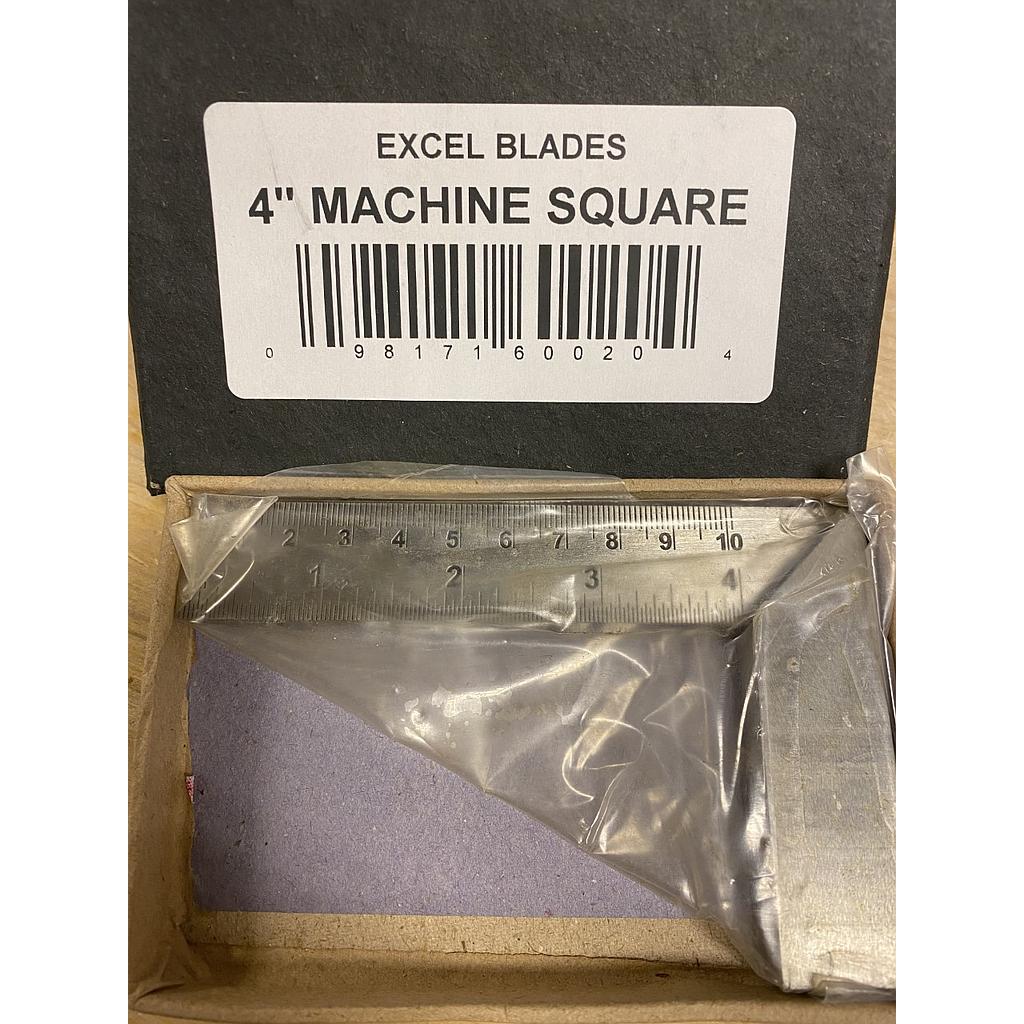 EXCEL BLADES
4" MACHINE SQUARE
0 98171 60020 4
2 3 4 5 6 7 8 9 10
1 2 3 4